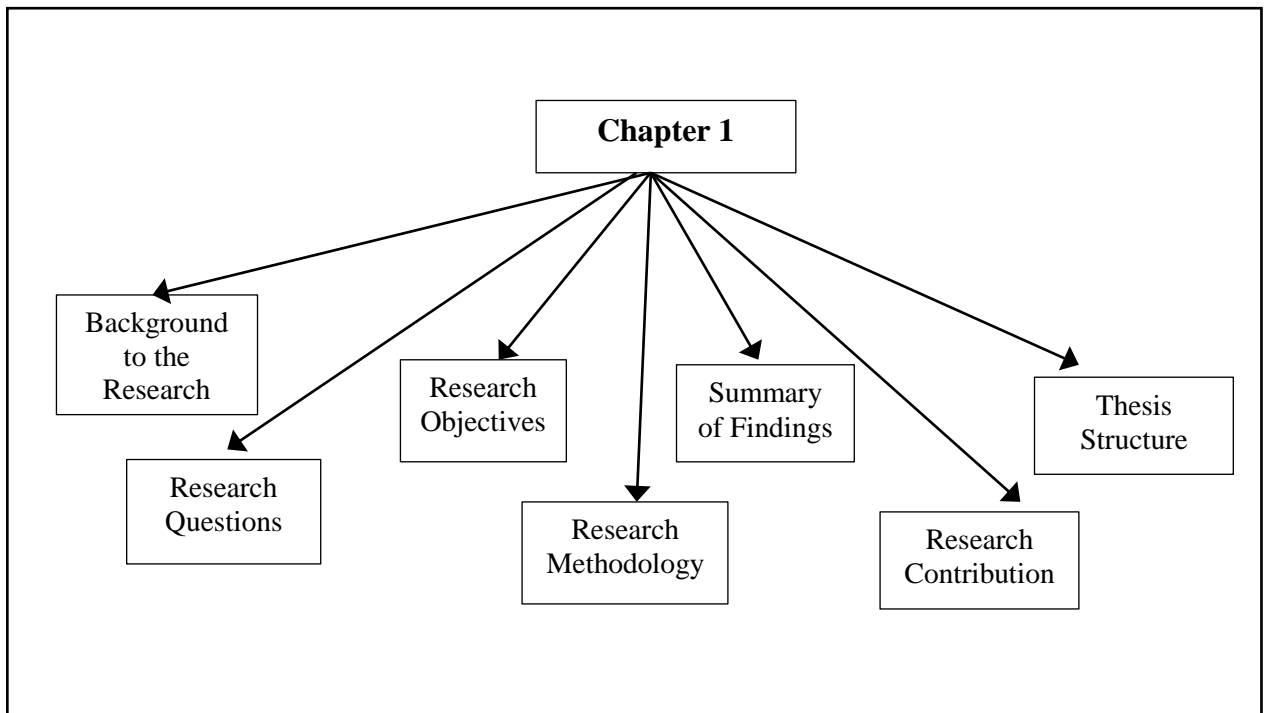 Chapter 1
Background
to the
Research
Research
Questions
Research
Objectives
Research
Methodology
Summary
of Findings
Research
Contribution
Thesis
Structure